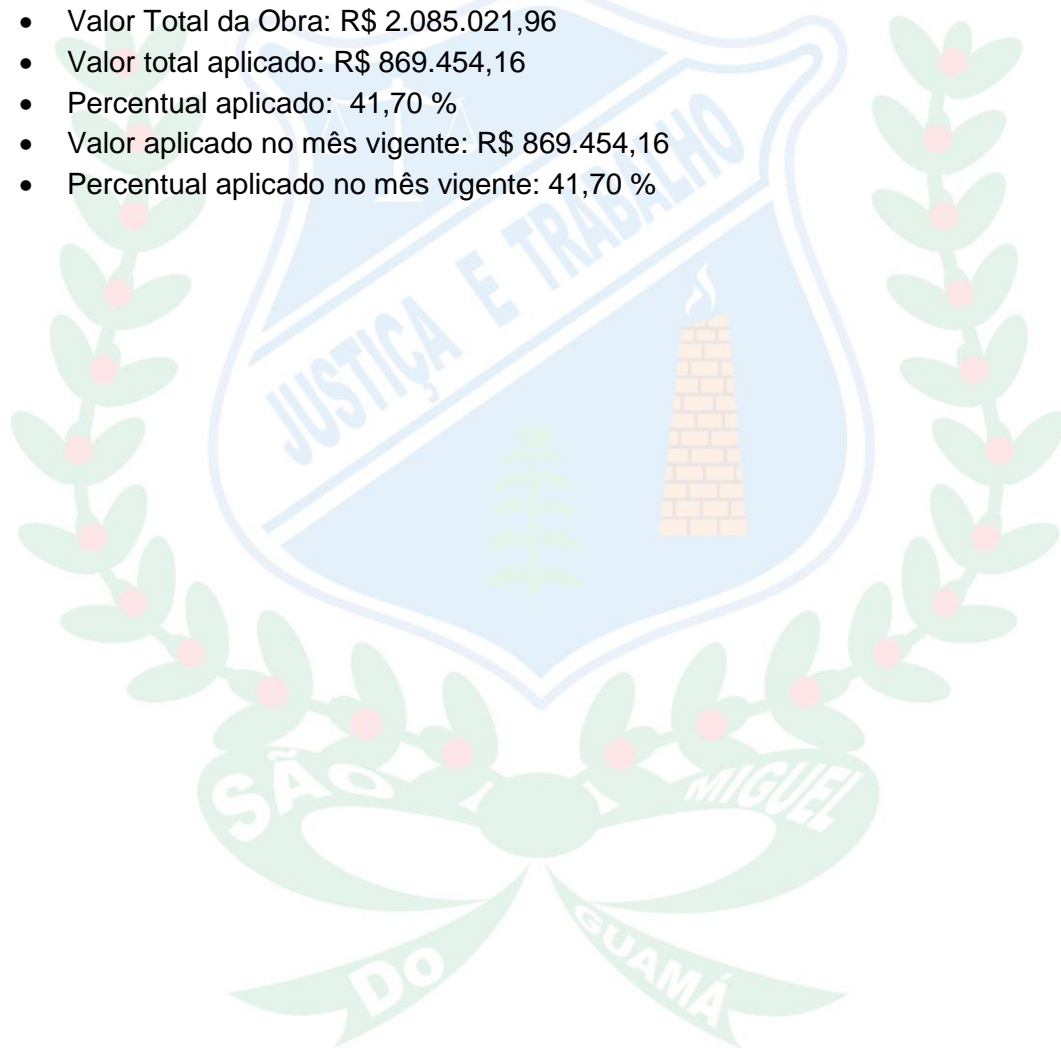 • Valor Total da Obra: R$ 2.085.021,96
• Valor total aplicado: R$ 869.454,16
• Percentual aplicado:  41,70 %
• Valor aplicado no mês vigente: R$ 869.454,16
• Percentual aplicado no mês vigente: 41,70 %
JUSTIÇA E TRABALHO
SÃO MIGUEL
DO GUAMÁ